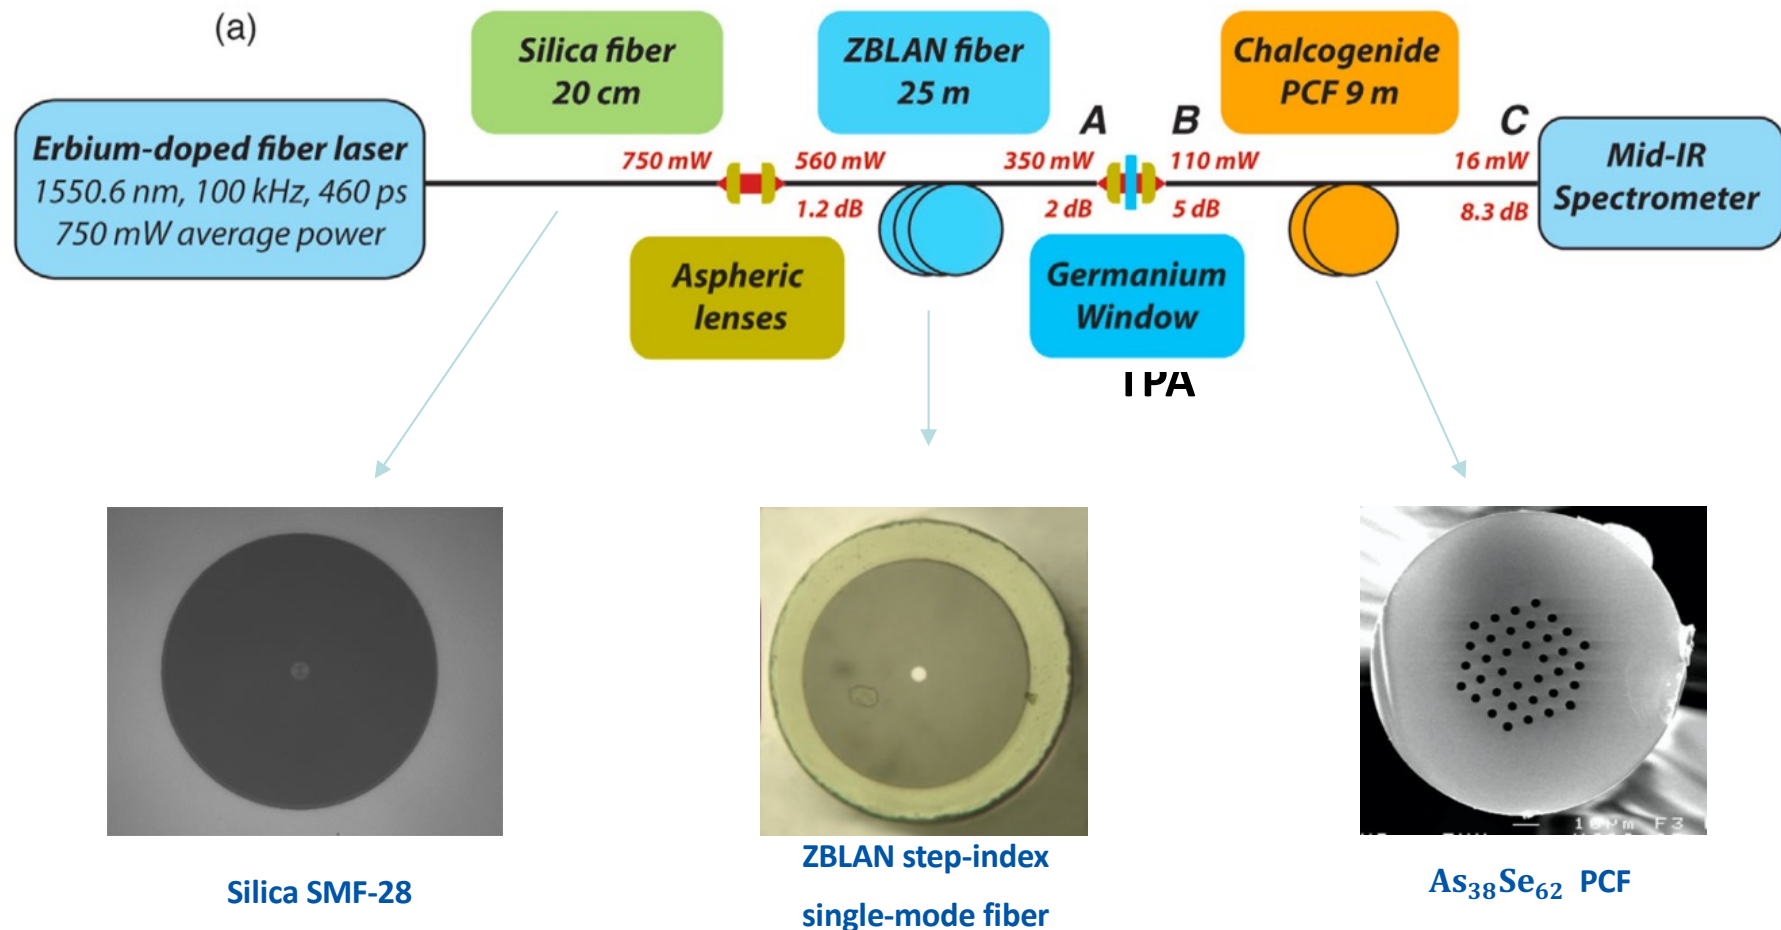 (a)
Silica fiber
20 cm
ZBLAN fiber
25 m
Chalcogenide
PCF 9 m
Erbium-doped fiber laser
1550.6 nm, 100 kHz, 460 ps
750 mW average power
750 mW
560 mW
1.2 dB
A
350 mW
2 dB
B
110 mW
5 dB
C
16 mW
8.3 dB
Mid-IR
Spectrometer
Aspheric
lenses
Germanium
Window
TPA
10µm F3
Silica SMF-28
ZBLAN step-index
single-mode fiber
As₃₈Se₆₂ PCF